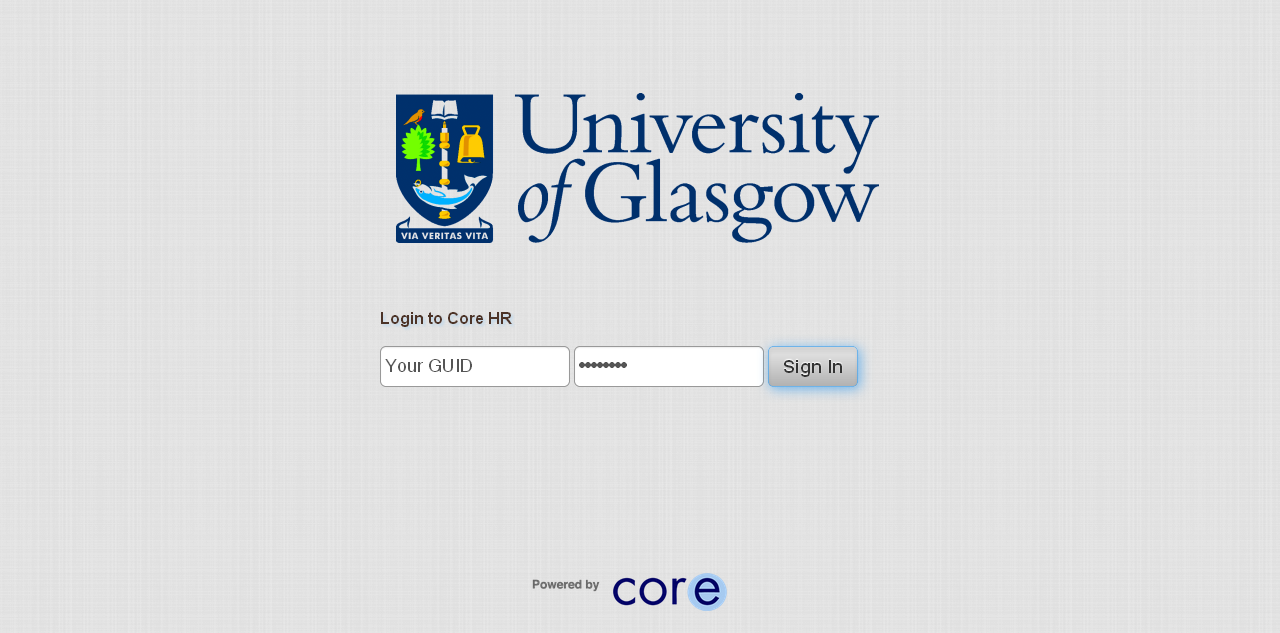 University
of Glasgow
VIA VERITAS VITA
Login to Core HR
Your GUID
••••••••
Sign In
Powered by core